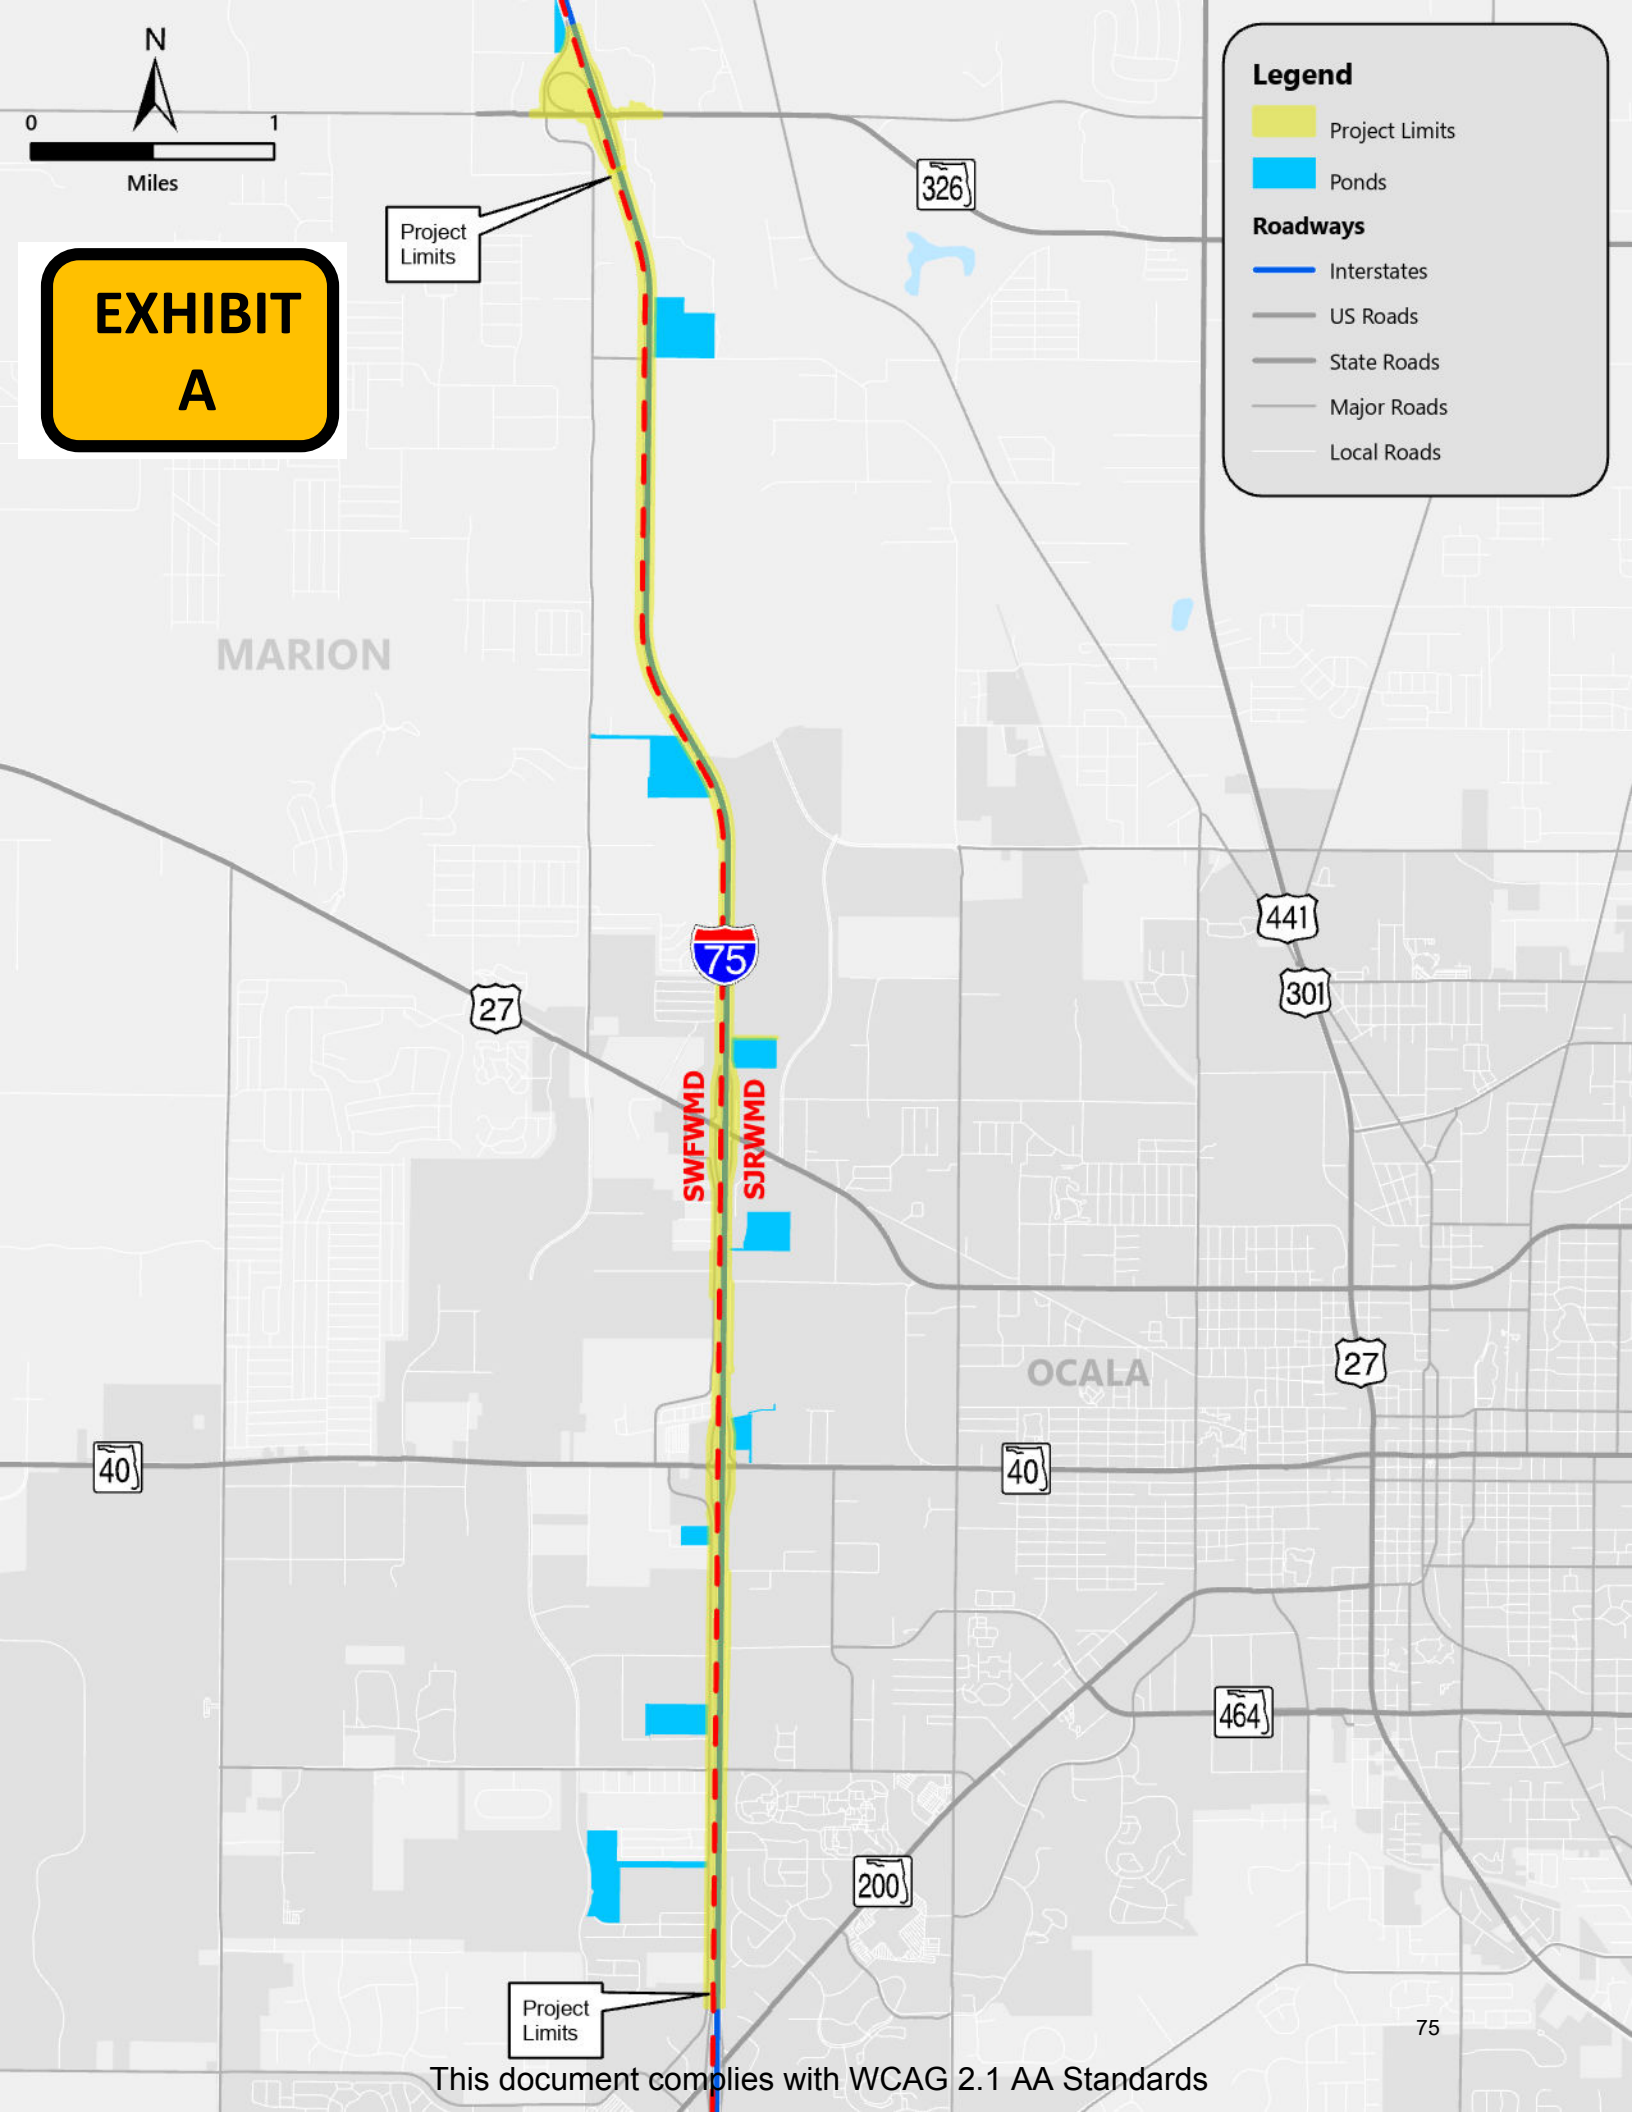 N
0 1
Miles
EXHIBIT
A
Project
Limits
326
Legend
Project Limits
Ponds
Roadways
Interstates
US Roads
State Roads
Major Roads
Local Roads
MARION
441
75
301
27
SWFWMD
SJRWMD
27
OCALA
40
40
464
200
Project
Limits
75
This document complies with WCAG 2.1 AA Standards